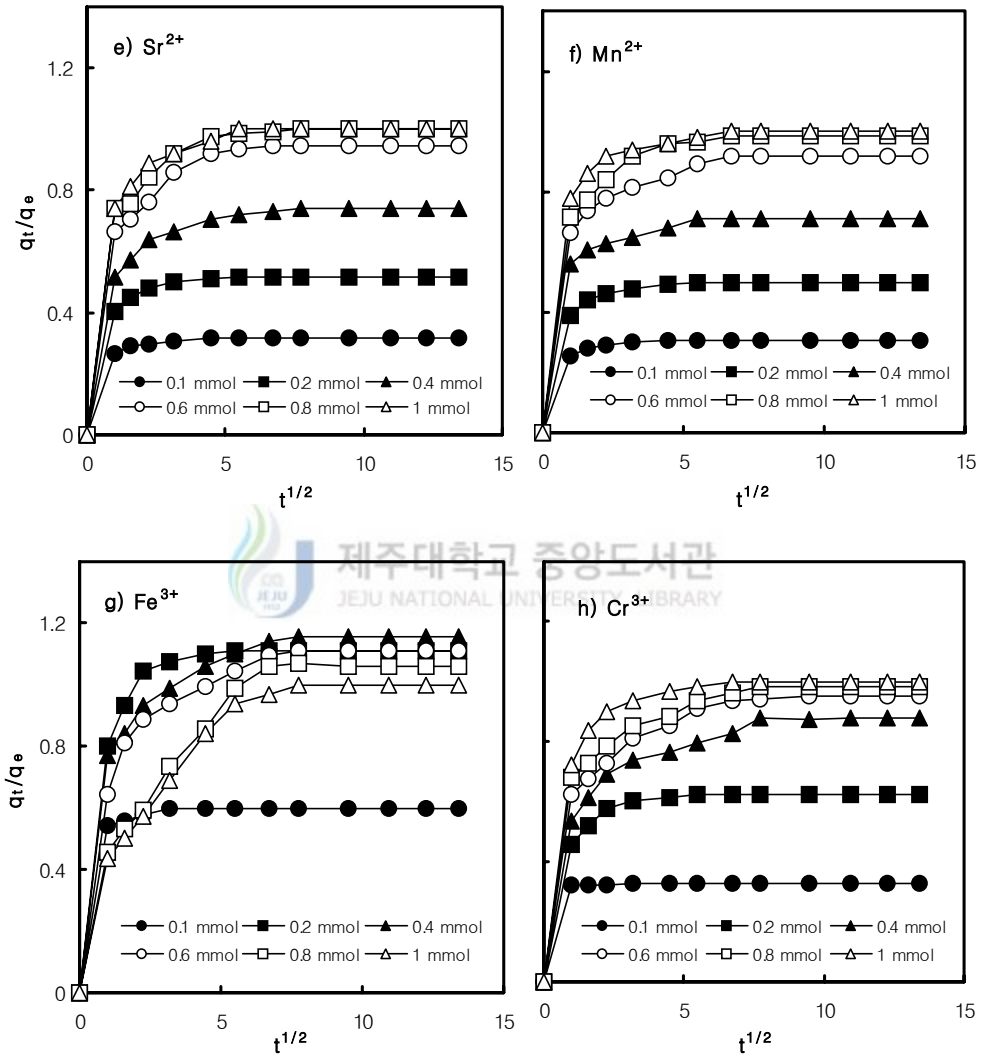 e) Sr2+
f) Mn2+
1.2
0.8
0.4
0
qt/qe
0.1 mmol 0.2 mmol 0.4 mmol
0.6 mmol 0.8 mmol 1 mmol
0.1 mmol 0.2 mmol 0.4 mmol
0.6 mmol 0.8 mmol 1 mmol
0 5 10 15
0 5 10 15
t1/2
t1/2
제주대학교 중앙도서관
JEJU NATIONAL UNIVERSITY LIBRARY
JEJU
1952
g) Fe3+
h) Cr3+
1.2
0.8
0.4
0
qt/qe
0.1 mmol 0.2 mmol 0.4 mmol
0.6 mmol 0.8 mmol 1 mmol
0.1 mmol 0.2 mmol 0.4 mmol
0.6 mmol 0.8 mmol 1 mmol
0 5 10 15
0 5 10 15
t1/2
t1/2